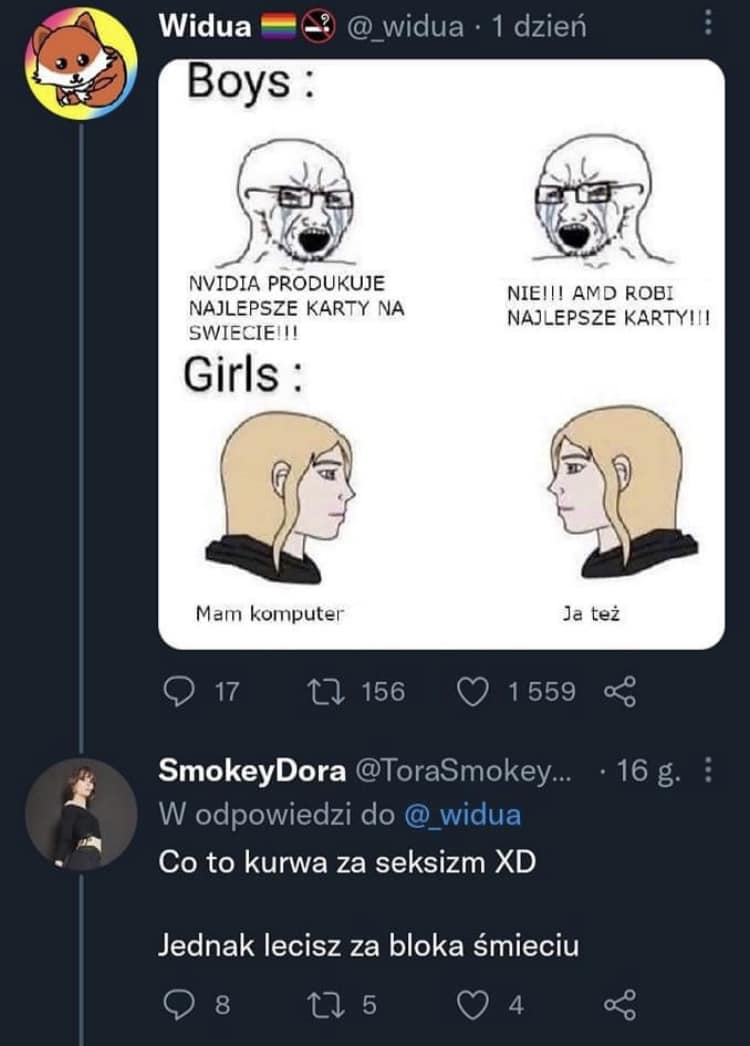 Widua 🏳️‍🌈🚭 @_widua · 1 dzień
Boys :
NVIDIA PRODUKUJE
NAJLEPSZE KARTY NA
SWIECIE!!!
NIE!!! AMD ROBI
NAJLEPSZE KARTY!!!
Girls :
Mam komputer
Ja też
17 156 1 559
SmokeyDora @ToraSmokey... · 16 g.
W odpowiedzi do @_widua
Co to kurwa za seksizm XD
Jednak lecisz za bloka śmieciu
8 5 4